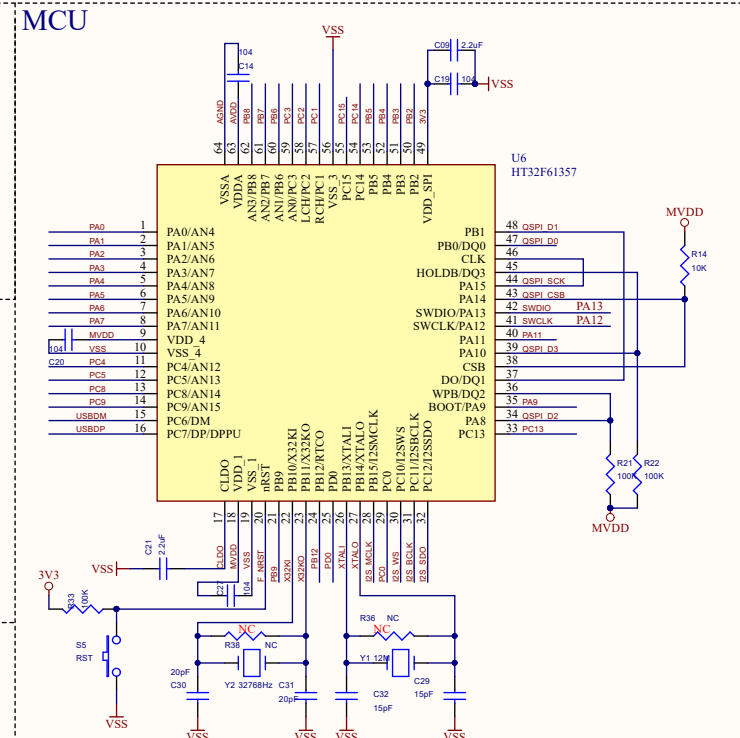 MCU
VSS
104
C14
C09 2.2uF
C19 104
VSS
AGND
AVDD
PB8
PB7
PB6
PC3
PC2
PC1
PC15
PC14
PB5
PB4
PB3
PB2
3V3
64
63
62
61
60
59
58
57
56
55
54
53
52
51
50
49
U6
HT32F61357
VSSA
VDDA
AN3/PB8
AN2/PB7
AN1/PB6
AN0/PC3
LCH/PC2
RCH/PC1
VSS_3
PC15
PC14
PB5
PB4
PB3
PB2
VDD_SPI
PA0 1 PA0/AN4
PA1 2 PA1/AN5
PA2 3 PA2/AN6
PA3 4 PA3/AN7
PA4 5 PA4/AN8
PA5 6 PA5/AN9
PA6 7 PA6/AN10
PA7 8 PA7/AN11
MVDD 9 VDD_4
VSS 10 VSS_4
104
C20
PC4 11 PC4/AN12
PC5 12 PC5/AN13
PC8 13 PC8/AN14
PC9 14 PC9/AN15
USBDM 15 PC6/DM
USBDP 16 PC7/DP/DPPU
PB1 48 QSPI_D1
PB0/DQ0 47 QSPI_D0
CLK 46
HOLDB/DQ3 45
PA15 44 QSPI_SCK
PA14 43 QSPI_CSB
SWDIO/PA13 42 SWDIO PA13
SWCLK/PA12 41 SWCLK PA12
PA11 40 PA11
PA10 39 QSPI_D3
CSB 38
DO/DQ1 37
WPB/DQ2 36
BOOT/PA9 35 PA9
PA8 34 QSPI_D2
PC13 33 PC13
MVDD
R14
10K
R21
100K
R22
100K
MVDD
CLDO
VDD_1
VSS_1
nRST
PB9
PB10/X32KI
PB11/X32KO
PB12/RTCO
PD0
PB13/XTALI
PB14/XTALO
PB15/I2SMCLK
PC0
PC10/I2SWS
PC11/I2SBCLK
PC12/I2SSDO
17
18
19
20
21
22
23
24
25
26
27
28
29
30
31
32
CLDO
MVDD
VSS
F_NRST
PB9
X32KI
X32KO
PB12
PD0
XTALI
XTALO
I2S_MCLK
PC0
I2S_WS
I2S_BCLK
I2S_SDO
C21
2.2uF
VSS
C27
104
3V3
R33
100K
S5
RST
VSS
NC
R38 NC
Y2 32768Hz
20pF
C30
C31
20pF
VSS
VSS
R36 NC
NC
Y1 12M
C32
15pF
C29
15pF
VSS
VSS